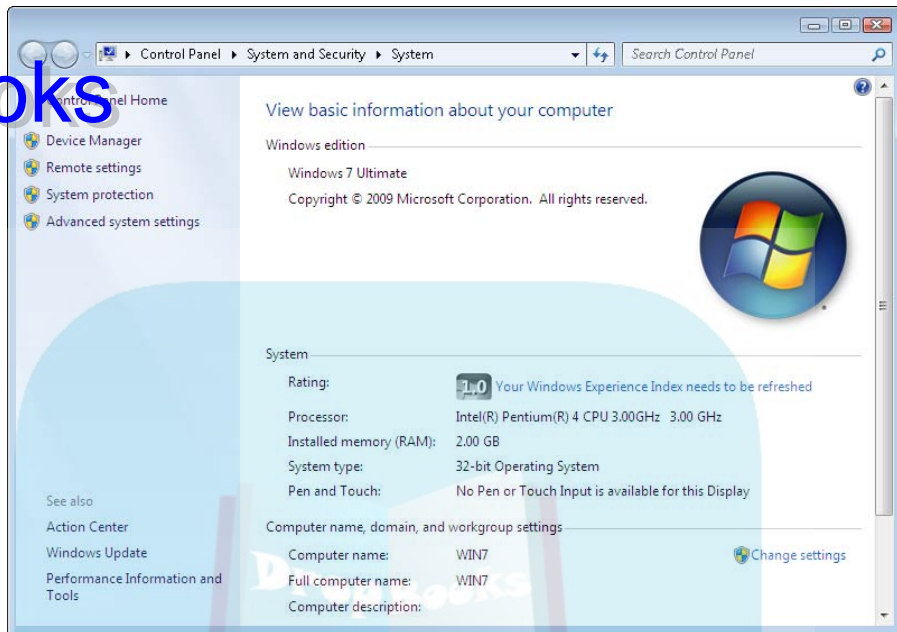 Control Panel ▸ System and Security ▸ System
Search Control Panel
oks
Control Panel Home
Device Manager
Remote settings
System protection
Advanced system settings
See also
Action Center
Windows Update
Performance Information and
Tools
View basic information about your computer
Windows edition
Windows 7 Ultimate
Copyright © 2009 Microsoft Corporation. All rights reserved.
System
Rating: 1.0 Your Windows Experience Index needs to be refreshed
Processor: Intel(R) Pentium(R) 4 CPU 3.00GHz 3.00 GHz
Installed memory (RAM): 2.00 GB
System type: 32-bit Operating System
Pen and Touch: No Pen or Touch Input is available for this Display
Computer name, domain, and workgroup settings
Computer name: WIN7 Change settings
Full computer name: WIN7
Computer description:
DropBooks